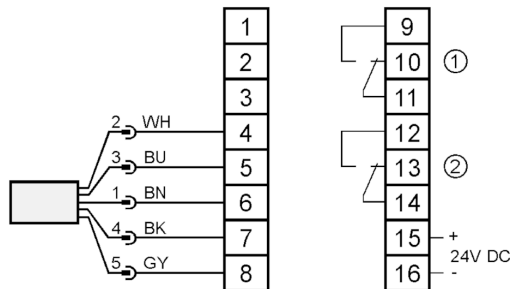 1
2
3
2 WH 4
3 BU 5
1 BN 6
4 BK 7
5 GY 8
9
10 ①
11
12
13 ②
14
15 +
24V DC
16 -